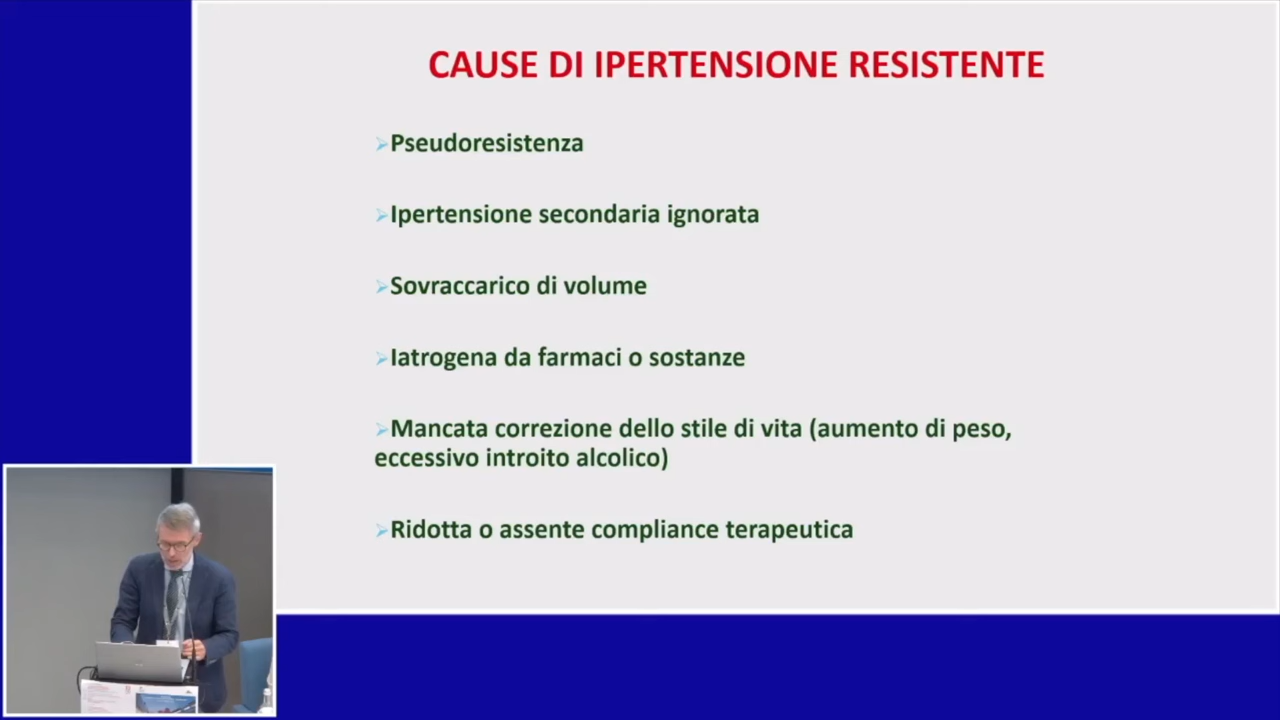 CAUSE DI IPERTENSIONE RESISTENTE
Pseudoresistenza
Ipertensione secondaria ignorata
Sovraccarico di volume
Iatrogena da farmaci o sostanze
Mancata correzione dello stile di vita (aumento di peso,
eccessivo introito alcolico)
Ridotta o assente compliance terapeutica